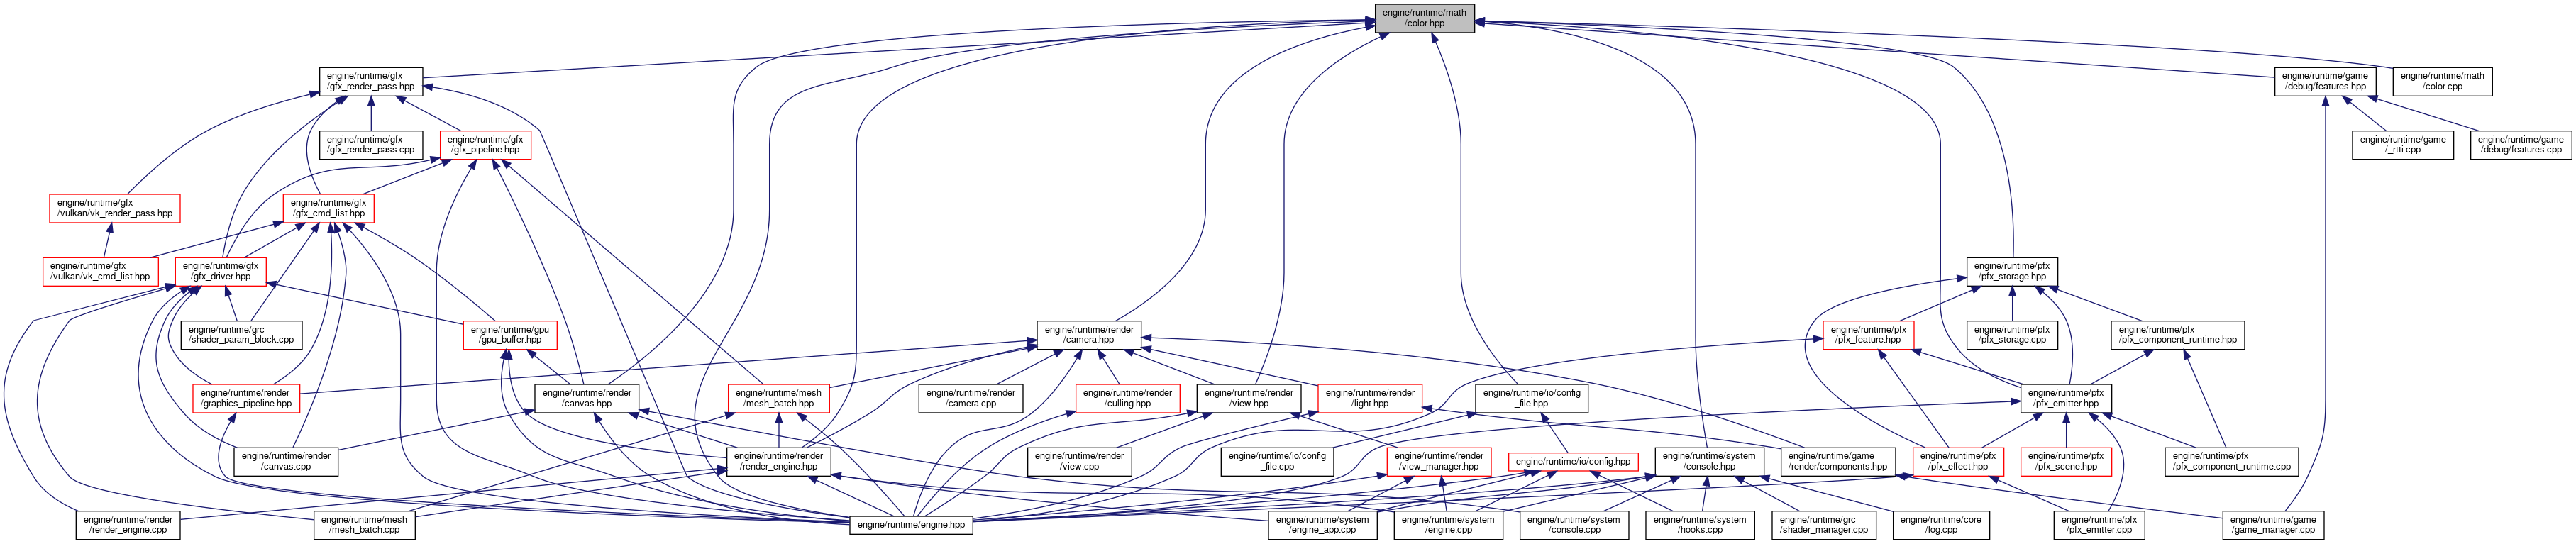 engine/runtime/math
/color.hpp
engine/runtime/gfx
/gfx_render_pass.hpp
engine/runtime/game
/debug/features.hpp
engine/runtime/math
/color.cpp
engine/runtime/gfx
/gfx_render_pass.cpp
engine/runtime/gfx
/gfx_pipeline.hpp
engine/runtime/game
/_rtti.cpp
engine/runtime/game
/debug/features.cpp
engine/runtime/gfx
/vulkan/vk_render_pass.hpp
engine/runtime/gfx
/gfx_cmd_list.hpp
engine/runtime/gfx
/vulkan/vk_cmd_list.hpp
engine/runtime/gfx
/gfx_driver.hpp
engine/runtime/pfx
/pfx_storage.hpp
engine/runtime/grc
/shader_param_block.cpp
engine/runtime/gpu
/gpu_buffer.hpp
engine/runtime/render
/camera.hpp
engine/runtime/pfx
/pfx_feature.hpp
engine/runtime/pfx
/pfx_storage.cpp
engine/runtime/pfx
/pfx_component_runtime.hpp
engine/runtime/render
/graphics_pipeline.hpp
engine/runtime/render
/canvas.hpp
engine/runtime/mesh
/mesh_batch.hpp
engine/runtime/render
/camera.cpp
engine/runtime/render
/culling.hpp
engine/runtime/render
/view.hpp
engine/runtime/render
/light.hpp
engine/runtime/io/config
_file.hpp
engine/runtime/pfx
/pfx_emitter.hpp
engine/runtime/render
/canvas.cpp
engine/runtime/render
/render_engine.hpp
engine/runtime/render
/view.cpp
engine/runtime/io/config
_file.cpp
engine/runtime/render
/view_manager.hpp
engine/runtime/io/config.hpp
engine/runtime/system
/console.hpp
engine/runtime/game
/render/components.hpp
engine/runtime/pfx
/pfx_effect.hpp
engine/runtime/pfx
/pfx_scene.hpp
engine/runtime/pfx
/pfx_component_runtime.cpp
engine/runtime/render
/render_engine.cpp
engine/runtime/mesh
/mesh_batch.cpp
engine/runtime/engine.hpp
engine/runtime/system
/engine_app.cpp
engine/runtime/system
/engine.cpp
engine/runtime/system
/console.cpp
engine/runtime/system
/hooks.cpp
engine/runtime/grc
/shader_manager.cpp
engine/runtime/core
/log.cpp
engine/runtime/pfx
/pfx_emitter.cpp
engine/runtime/game
/game_manager.cpp